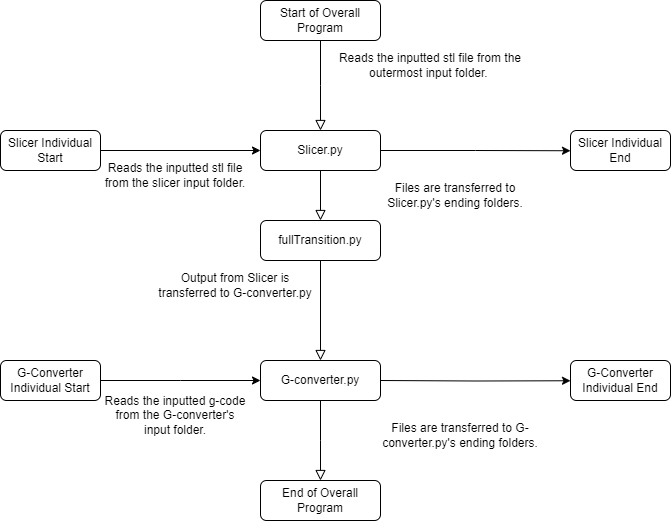 Start of Overall
Program
Reads the inputted stl file from the
outermost input folder.
Slicer Individual
Start
Slicer.py
Slicer Individual
End
Reads the inputted stl file
from the slicer input folder.
Files are transferred to
Slicer.py's ending folders.
fullTransition.py
Output from Slicer is
transferred to G-converter.py
G-Converter
Individual Start
G-converter.py
G-Converter
Individual End
Reads the inputted g-code
from the G-converter's
input folder.
Files are transferred to G-
converter.py's ending folders.
End of Overall
Program